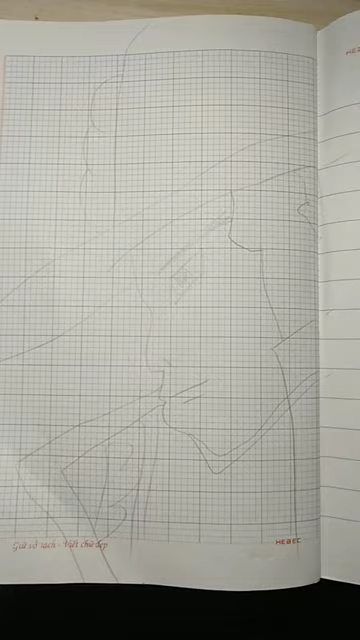 HEBEC
Giữ vở sạch - Viết chữ đẹp